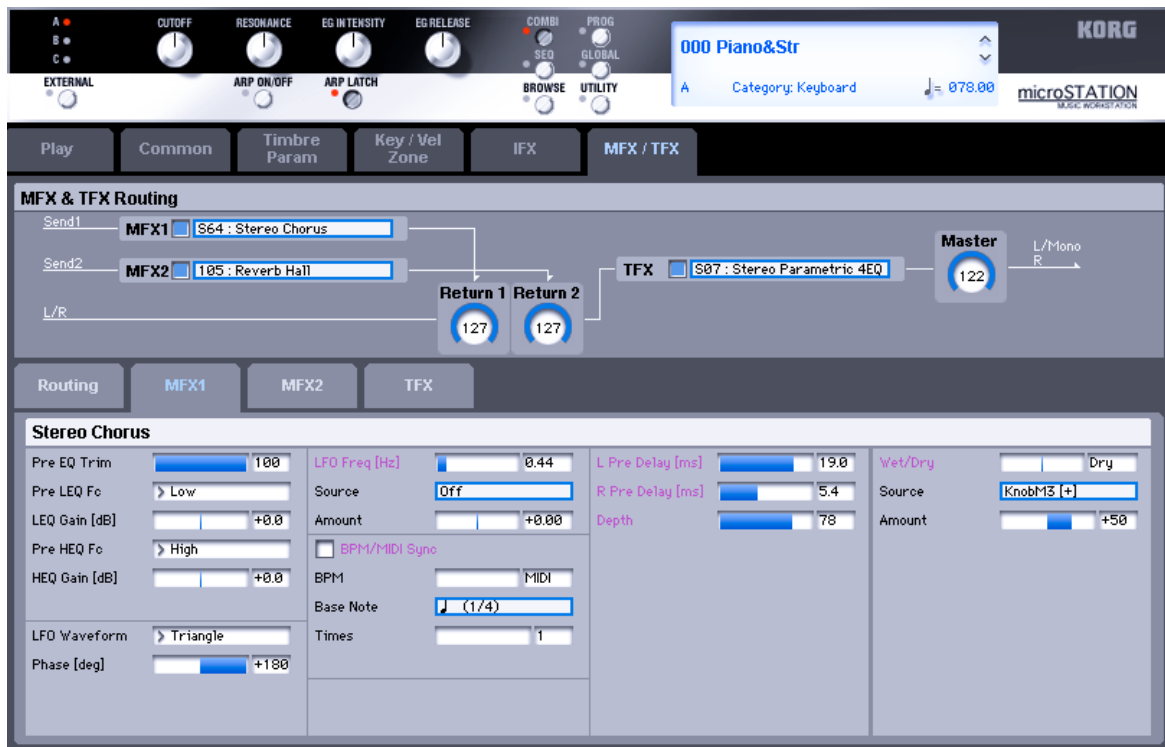 A
B
C
CUTOFF
RESONANCE
EG INTENSITY
EG RELEASE
COMBI
PROG
SEQ
GLOBAL
EXTERNAL
ARP ON/OFF
ARP LATCH
BROWSE
UTILITY
000 Piano&Str
A Category: Keyboard ♩= 078.00
KORG
microSTATION
MUSIC WORKSTATION
Play
Common
Timbre
Param
Key / Vel
Zone
IFX
MFX / TFX
MFX & TFX Routing
Send1
MFX1 S64 : Stereo Chorus
Send2
MFX2 105 : Reverb Hall
L/R
Return 1 Return 2
127 127
TFX S07 : Stereo Parametric 4EQ
Master
122
L/Mono
R
Routing MFX1 MFX2 TFX
Stereo Chorus
Pre EQ Trim 100
Pre LEQ Fc > Low
LEQ Gain [dB] +0.0
Pre HEQ Fc > High
HEQ Gain [dB] +0.0
LFO Waveform > Triangle
Phase [deg] +180
LFO Freq [Hz] 0.44
Source Off
Amount +0.00
BPM/MIDI Sync
BPM MIDI
Base Note ♩ (1/4)
Times 1
L Pre Delay [ms] 19.0
R Pre Delay [ms] 5.4
Depth 78
Wet/Dry Dry
Source KnobM3 [+]
Amount +50